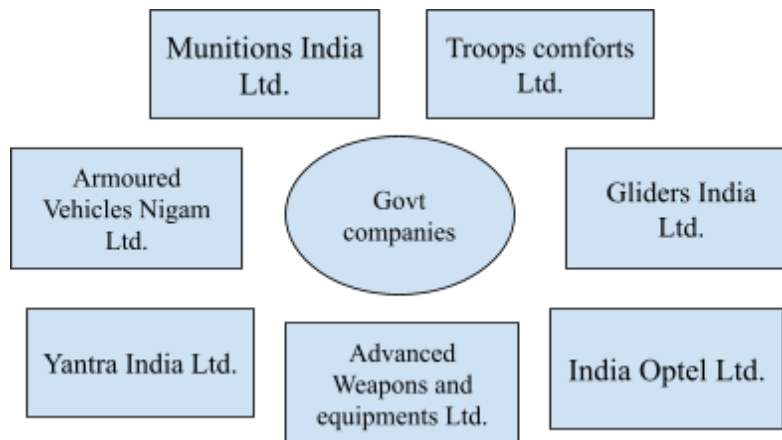 Munitions India
Ltd.
Troops comforts
Ltd.
Armoured
Vehicles Nigam
Ltd.
Govt
companies
Gliders India
Ltd.
Yantra India Ltd.
Advanced
Weapons and
equipments Ltd.
India Optel Ltd.